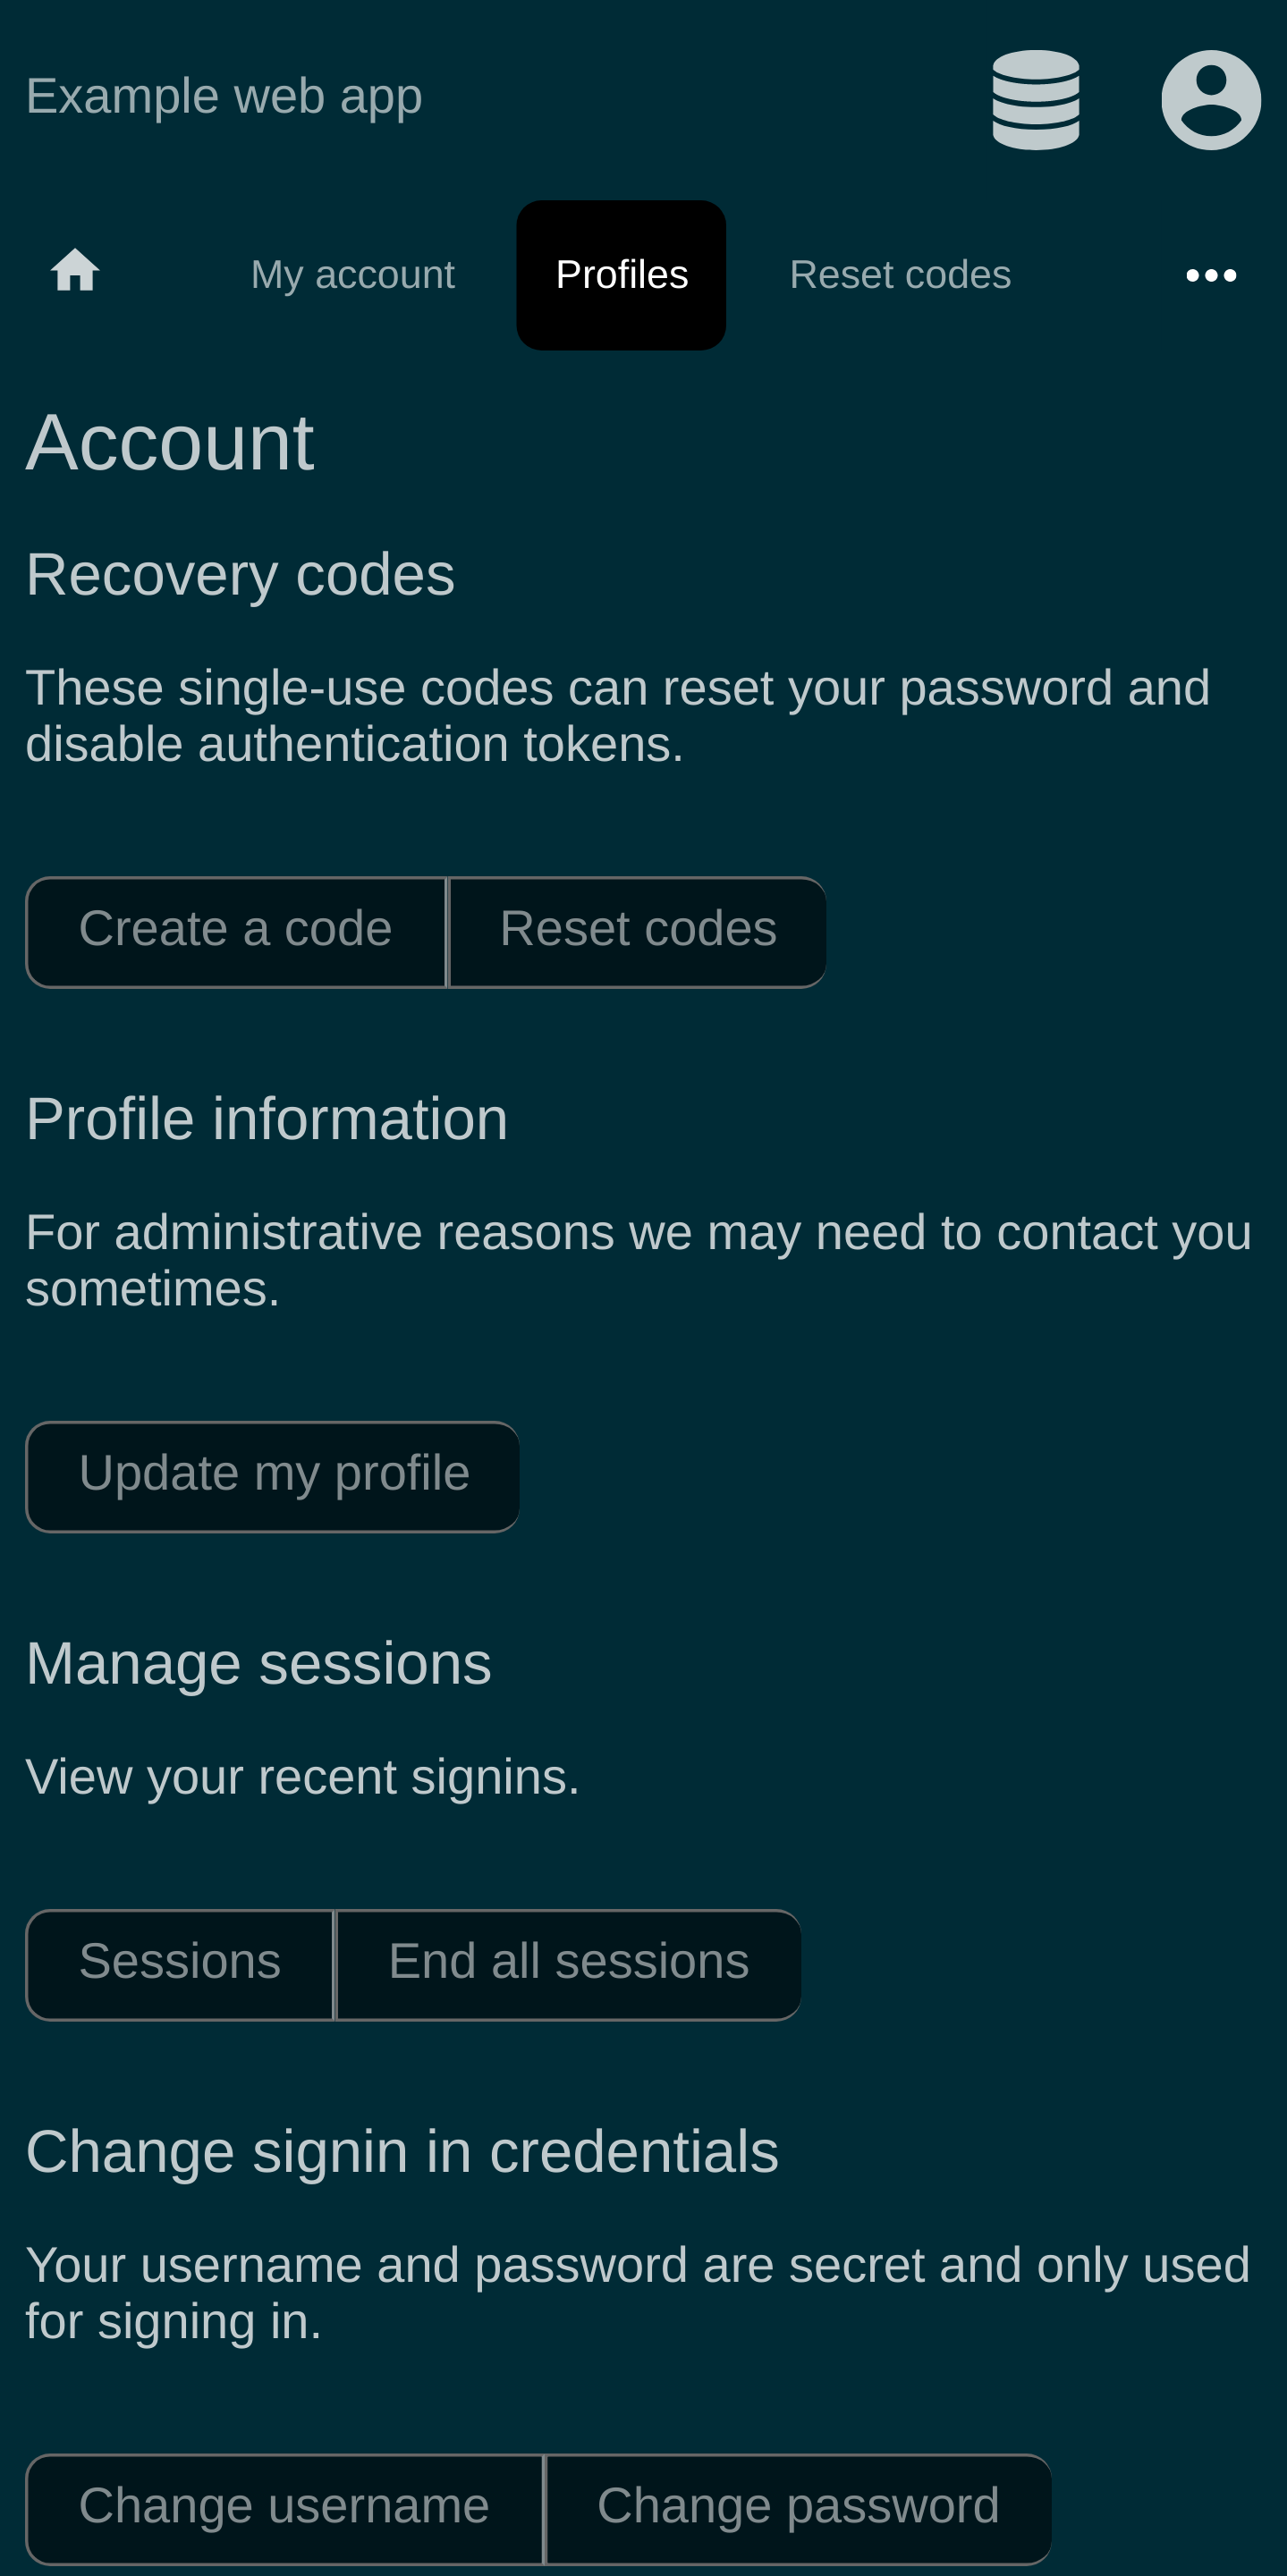 Example web app
My account Profiles Reset codes
Account
Recovery codes
These single-use codes can reset your password and
disable authentication tokens.
Create a code Reset codes
Profile information
For administrative reasons we may need to contact you
sometimes.
Update my profile
Manage sessions
View your recent signins.
Sessions End all sessions
Change signin in credentials
Your username and password are secret and only used
for signing in.
Change username Change password